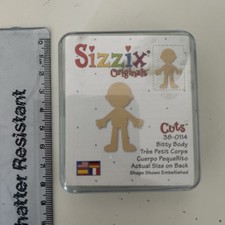 Sizzix
Originals
Cuts
38-0114
Bitty Body
Très Petit Corps
Cuerpo Pequeñito
Actual Size on Back
Shape Shown Embellished
hatter Resistant